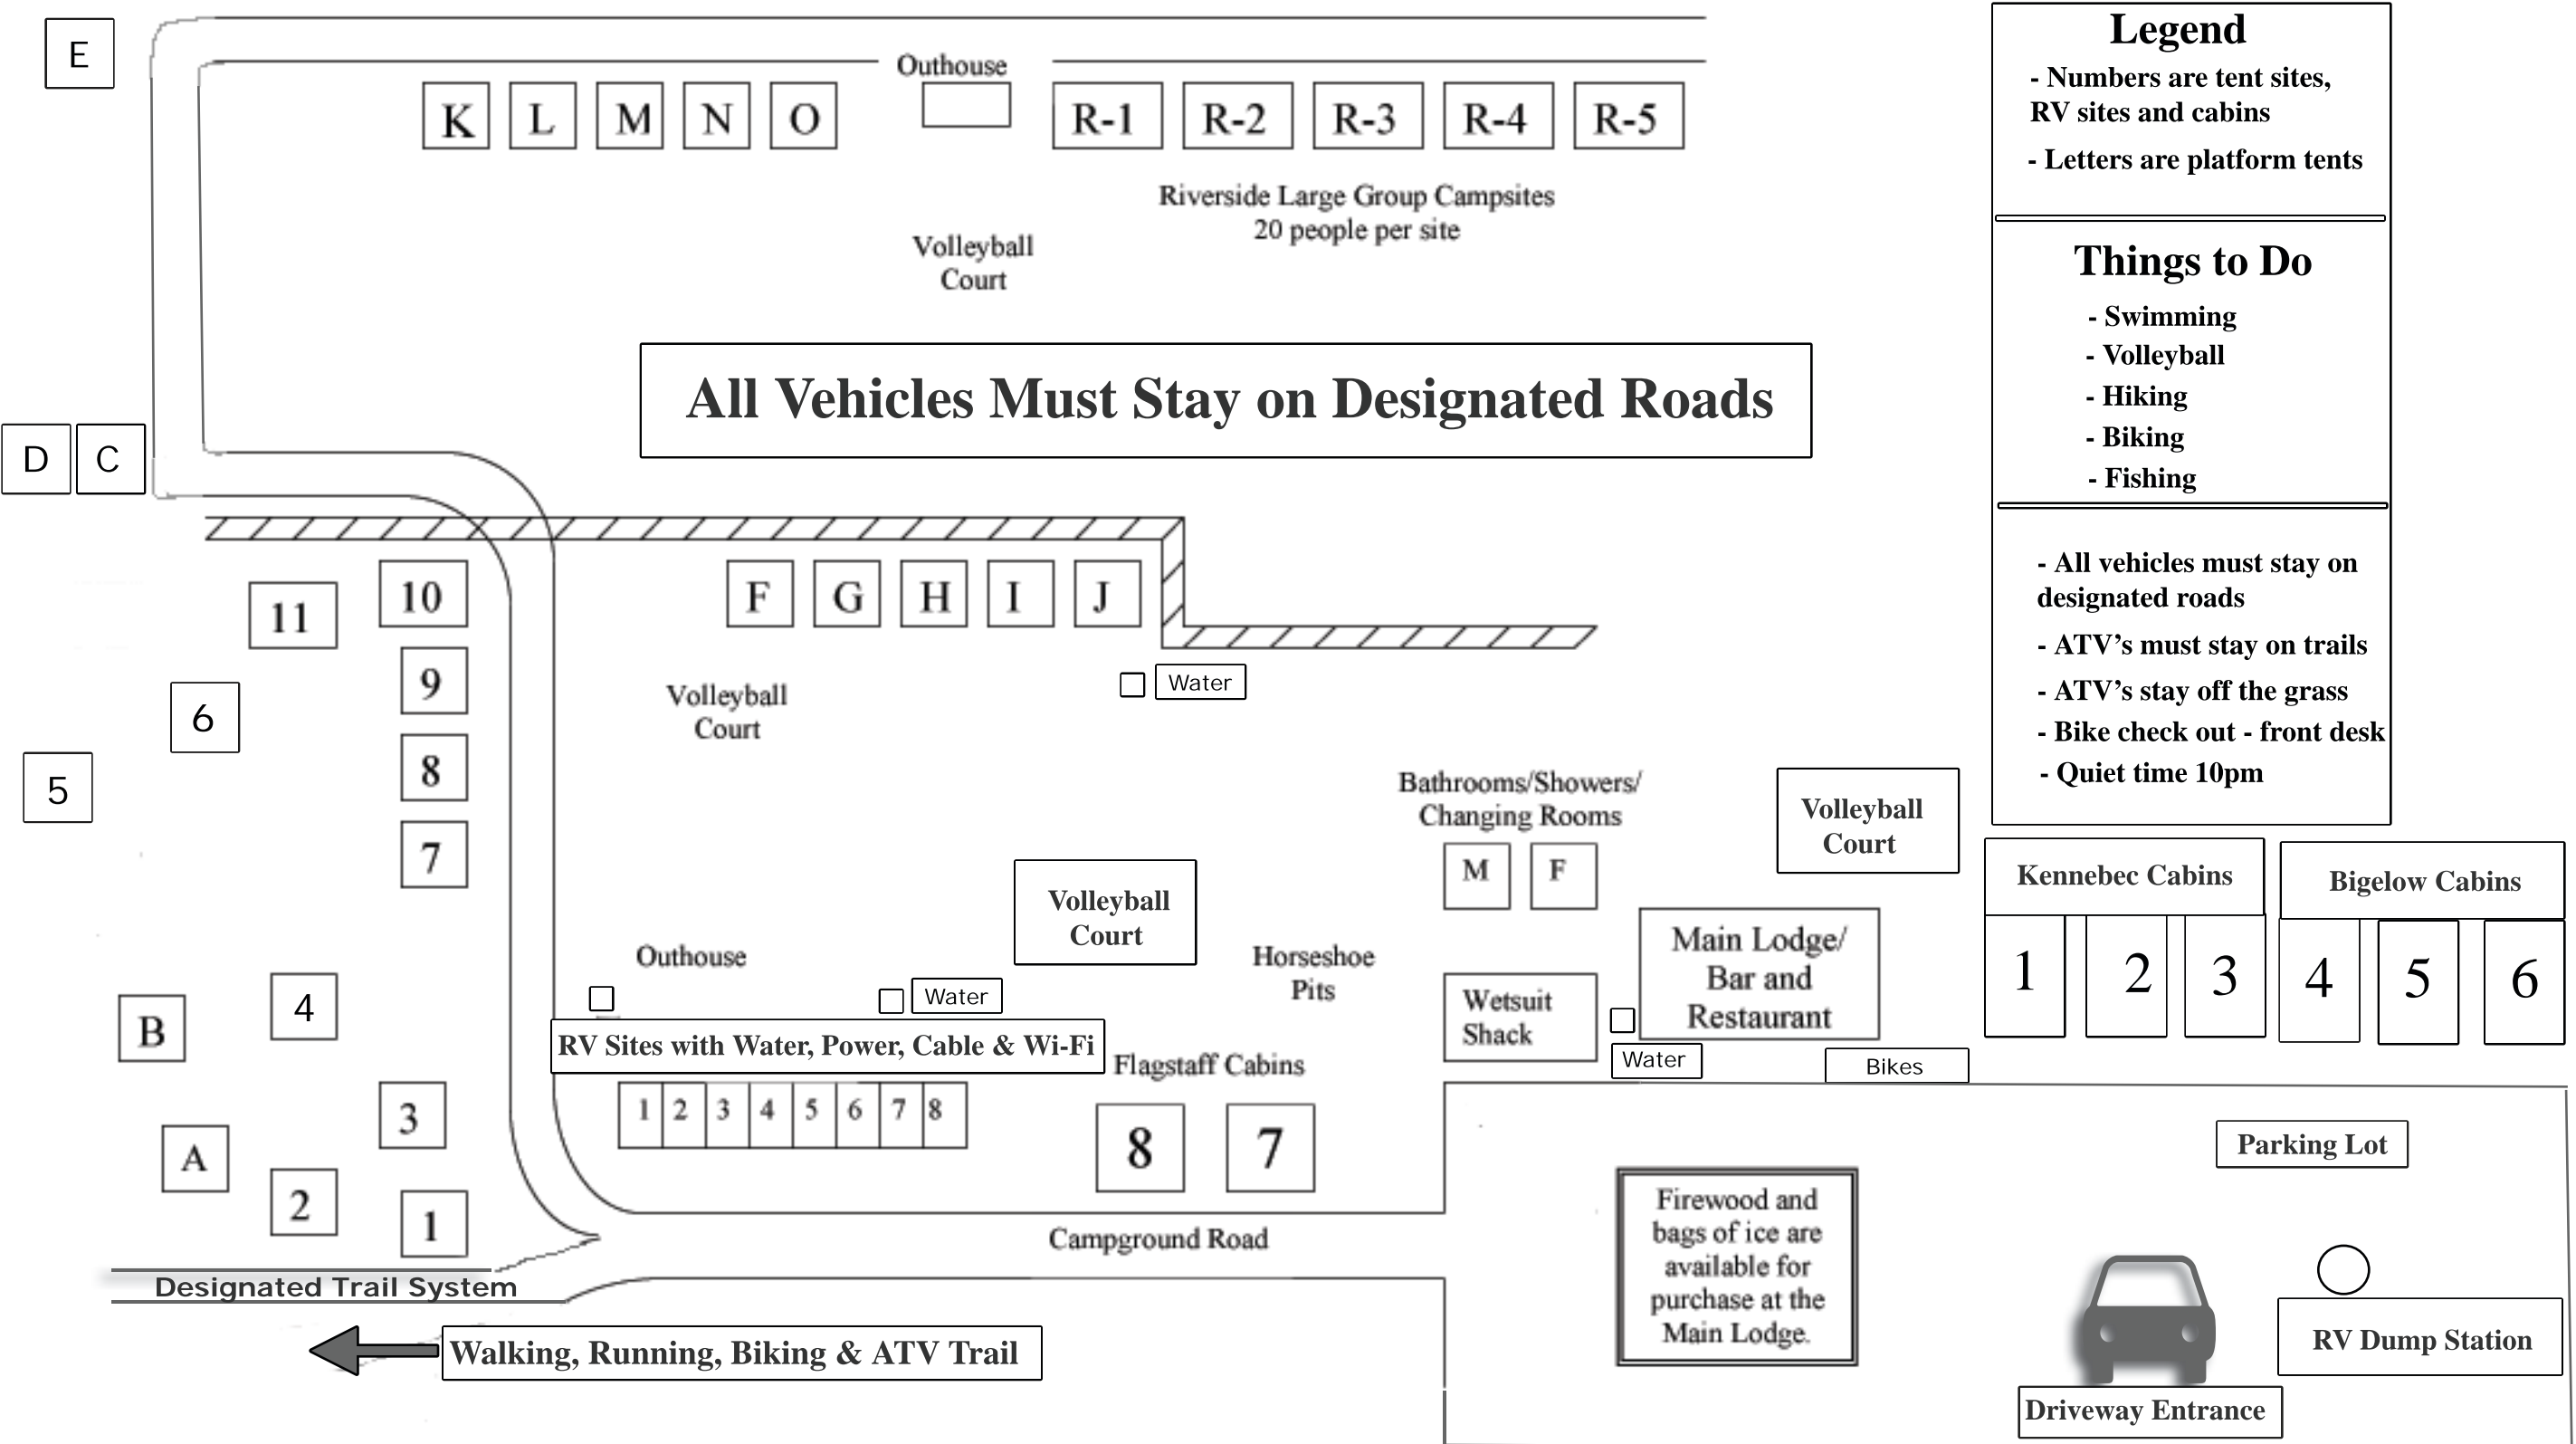 E
Outhouse
K L M N O
R-1 R-2 R-3 R-4 R-5
Riverside Large Group Campsites
20 people per site
Volleyball
Court
All Vehicles Must Stay on Designated Roads
D C
Legend
- Numbers are tent sites,
RV sites and cabins
- Letters are platform tents
Things to Do
- Swimming
- Volleyball
- Hiking
- Biking
- Fishing
- All vehicles must stay on
designated roads
- ATV's must stay on trails
- ATV's stay off the grass
- Bike check out - front desk
- Quiet time 10pm
11
10
9
8
7
6
5
F G H I J
Water
Volleyball
Court
Bathrooms/Showers/
Changing Rooms
M F
Volleyball
Court
Kennebec Cabins
1 2 3
Bigelow Cabins
4 5 6
Volleyball
Court
Outhouse
Water
Horseshoe
Pits
Wetsuit
Shack
Main Lodge/
Bar and
Restaurant
Water
Bikes
B
4
A
3
2
1
RV Sites with Water, Power, Cable & Wi-Fi
1 2 3 4 5 6 7 8
Flagstaff Cabins
8 7
Campground Road
Parking Lot
Firewood and
bags of ice are
available for
purchase at the
Main Lodge.
Designated Trail System
Walking, Running, Biking & ATV Trail
RV Dump Station
Driveway Entrance